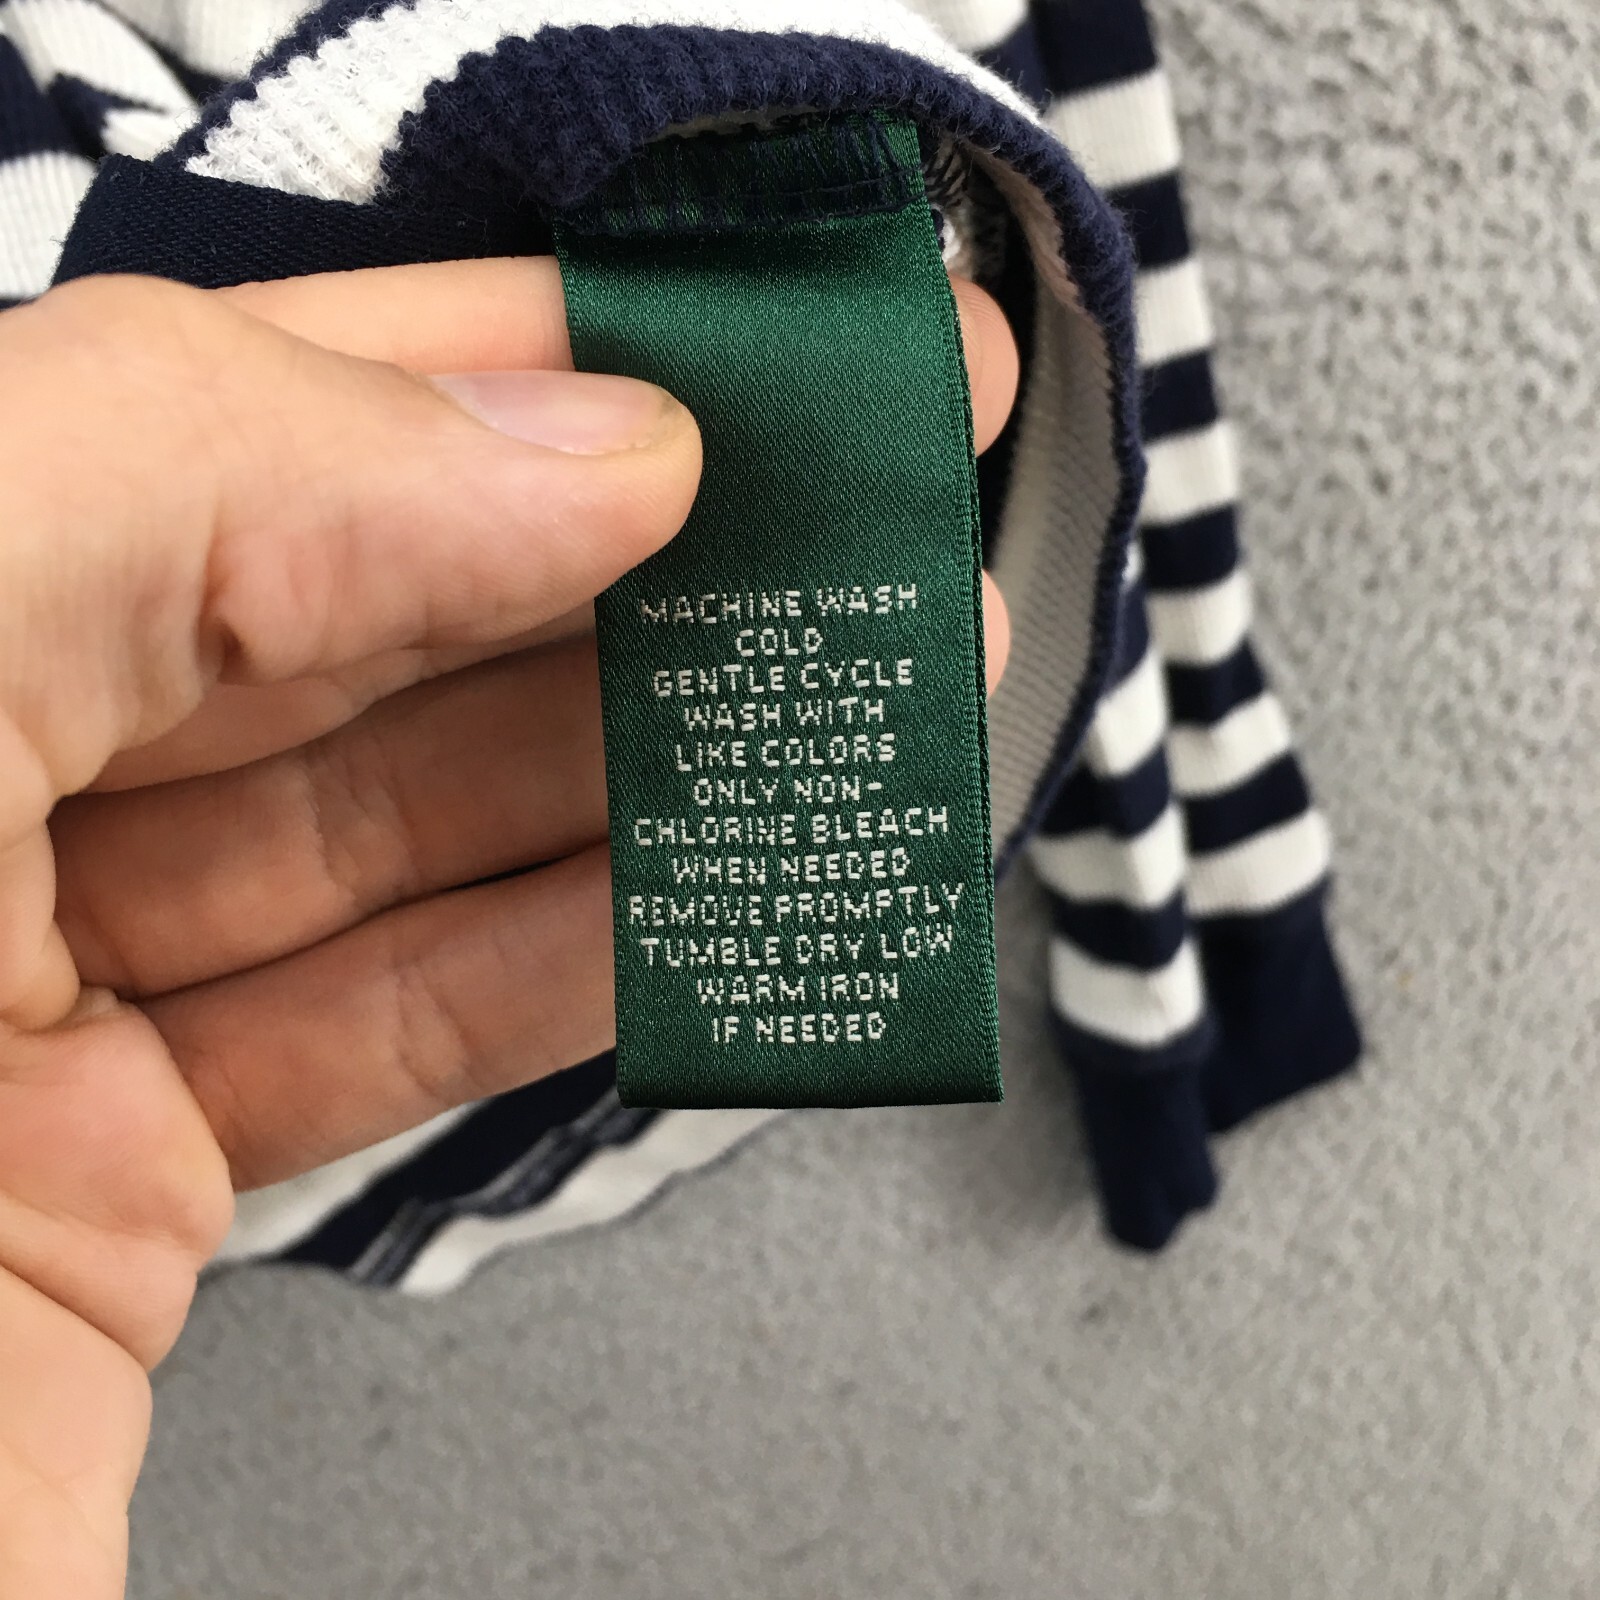 MACHINE WASH
COLD
GENTLE CYCLE
WASH WITH
LIKE COLORS
ONLY NON-
CHLORINE BLEACH
WHEN NEEDED
REMOVE PROMPTLY
TUMBLE DRY LOW
WARM IRON
IF NEEDED